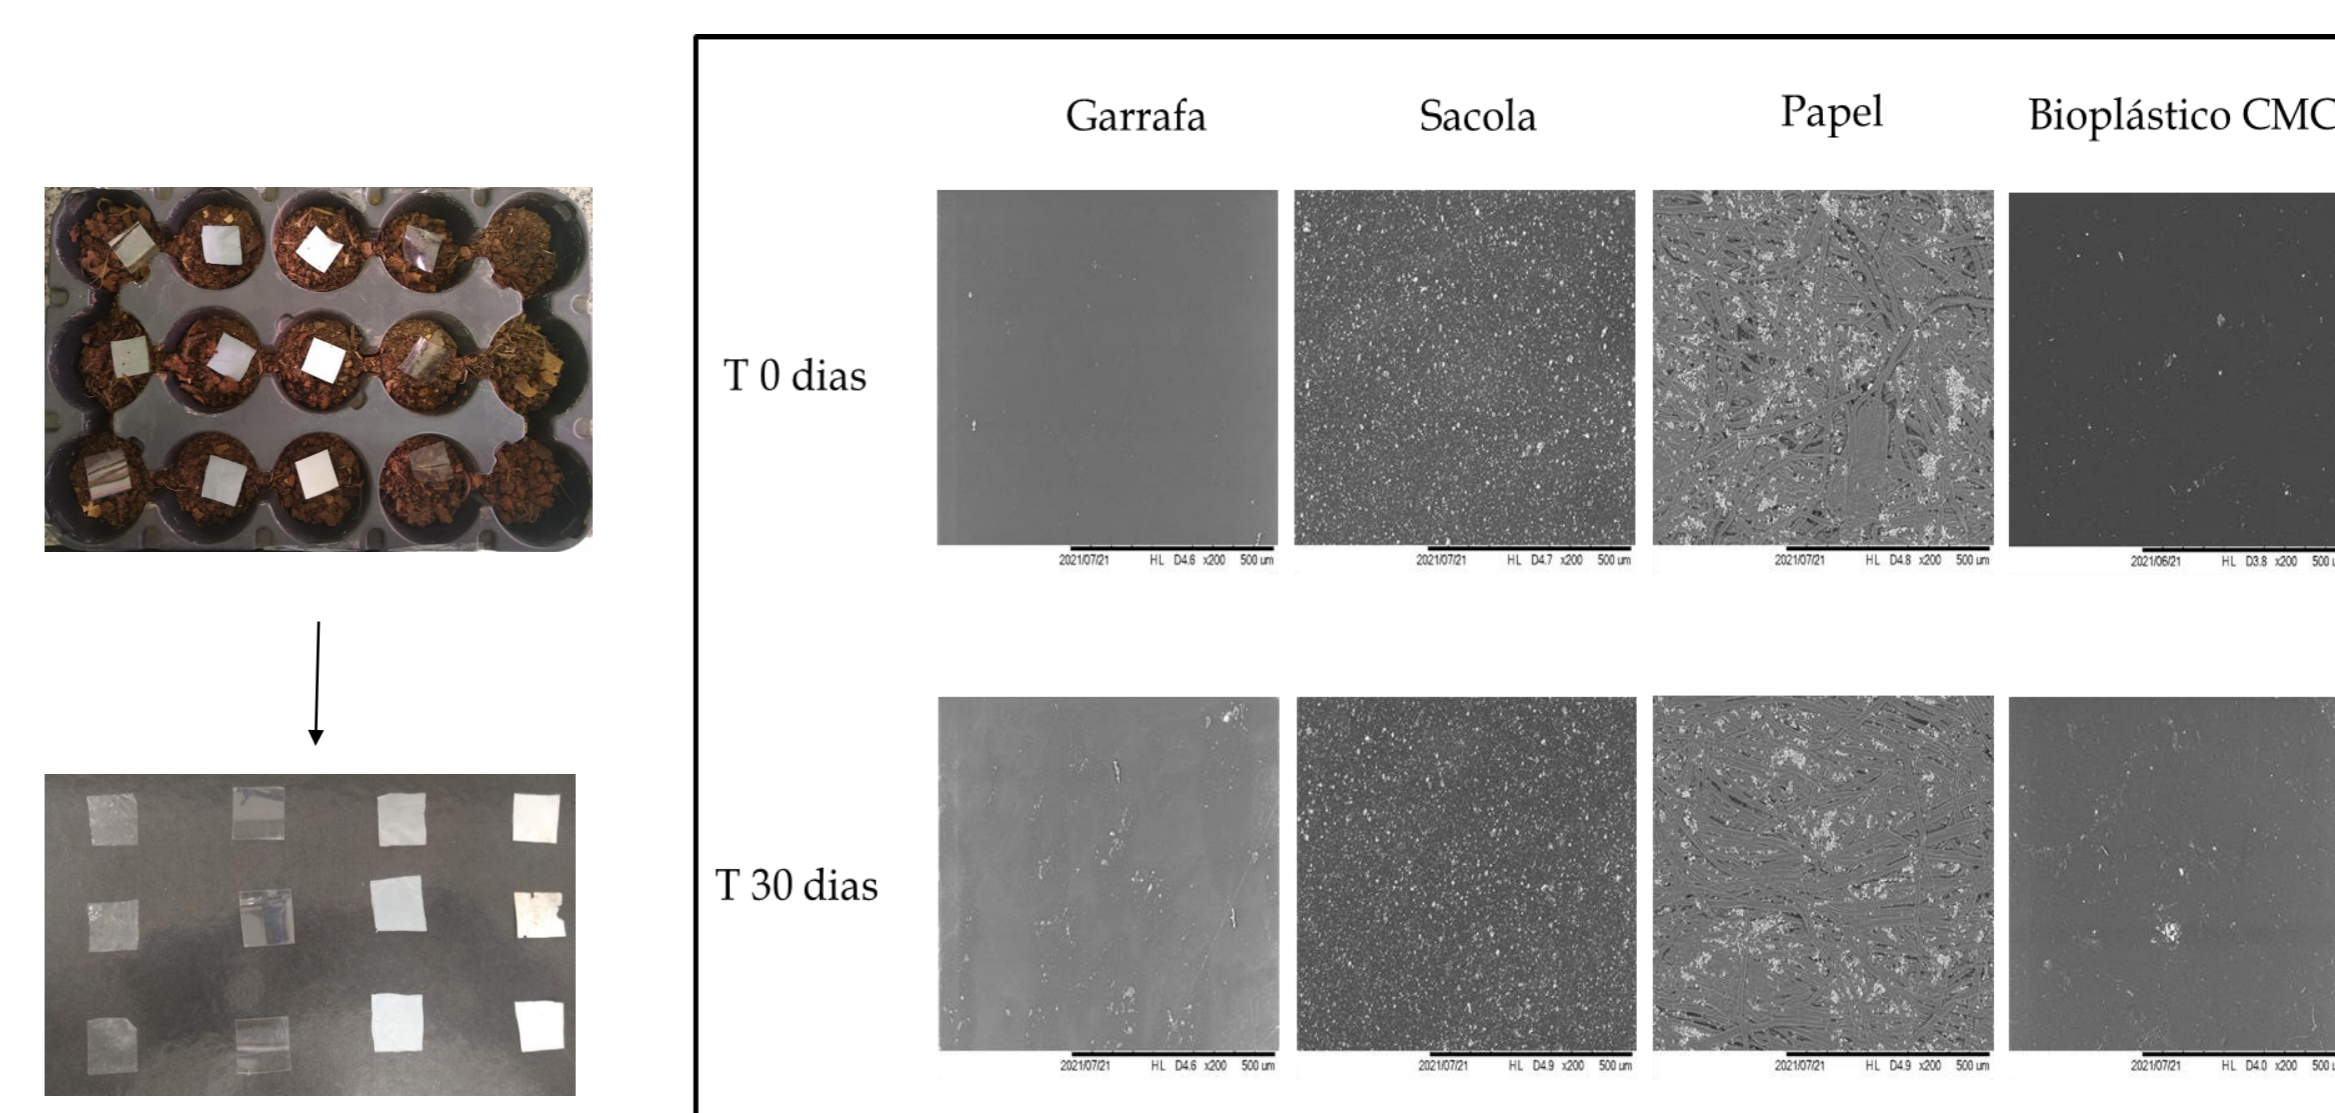 Garrafa Sacola Papel Bioplástico CMC
T 0 dias
2021/07/21 HL D4.6 x200 500 um
2021/07/21 HL D4.7 x200 500 um
2021/07/21 HL D4.8 x200 500 um
2021/06/21 HL D3.8 x200 500 u
T 30 dias
2021/07/21 HL D4.6 x200 500 um
2021/07/21 HL D4.9 x200 500 um
2021/07/21 HL D4.9 x200 500 um
2021/07/21 HL D4.0 x200 500 u